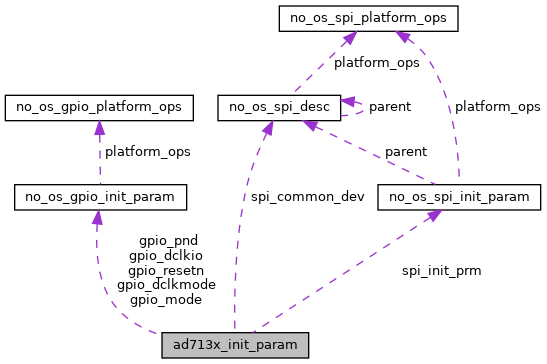 no_os_spi_platform_ops
platform_ops
no_os_gpio_platform_ops
no_os_spi_desc
parent
platform_ops
platform_ops
parent
no_os_gpio_init_param
spi_common_dev
no_os_spi_init_param
gpio_pnd
gpio_dclkio
gpio_resetn
gpio_dclkmode
gpio_mode
spi_init_prm
ad713x_init_param